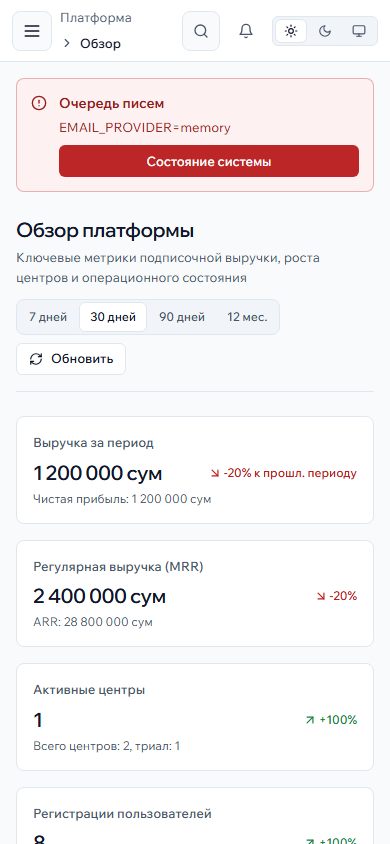 Платформа
Обзор
Очередь писем
EMAIL_PROVIDER=memory
Состояние системы
Обзор платформы
Ключевые метрики подписочной выручки, роста
центров и операционного состояния
7 дней 30 дней 90 дней 12 мес.
Обновить
Выручка за период
1 200 000 сум -20% к прошл. периоду
Чистая прибыль: 1 200 000 сум
Регулярная выручка (MRR)
2 400 000 сум -20%
ARR: 28 800 000 сум
Активные центры
1 +100%
Всего центров: 2, триал: 1
Регистрации пользователей
8 +100%